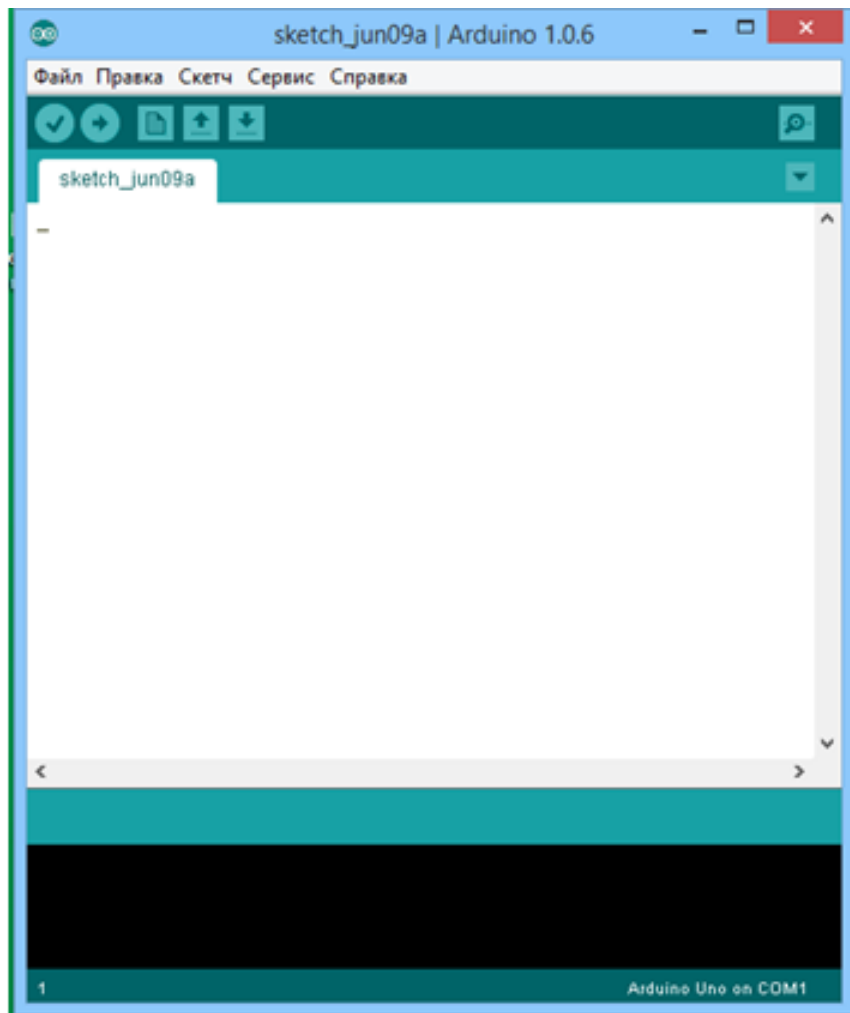 sketch_jun09a | Arduino 1.0.6
Файл Правка Скетч Сервис Справка
sketch_jun09a
1 Arduino Uno on COM1